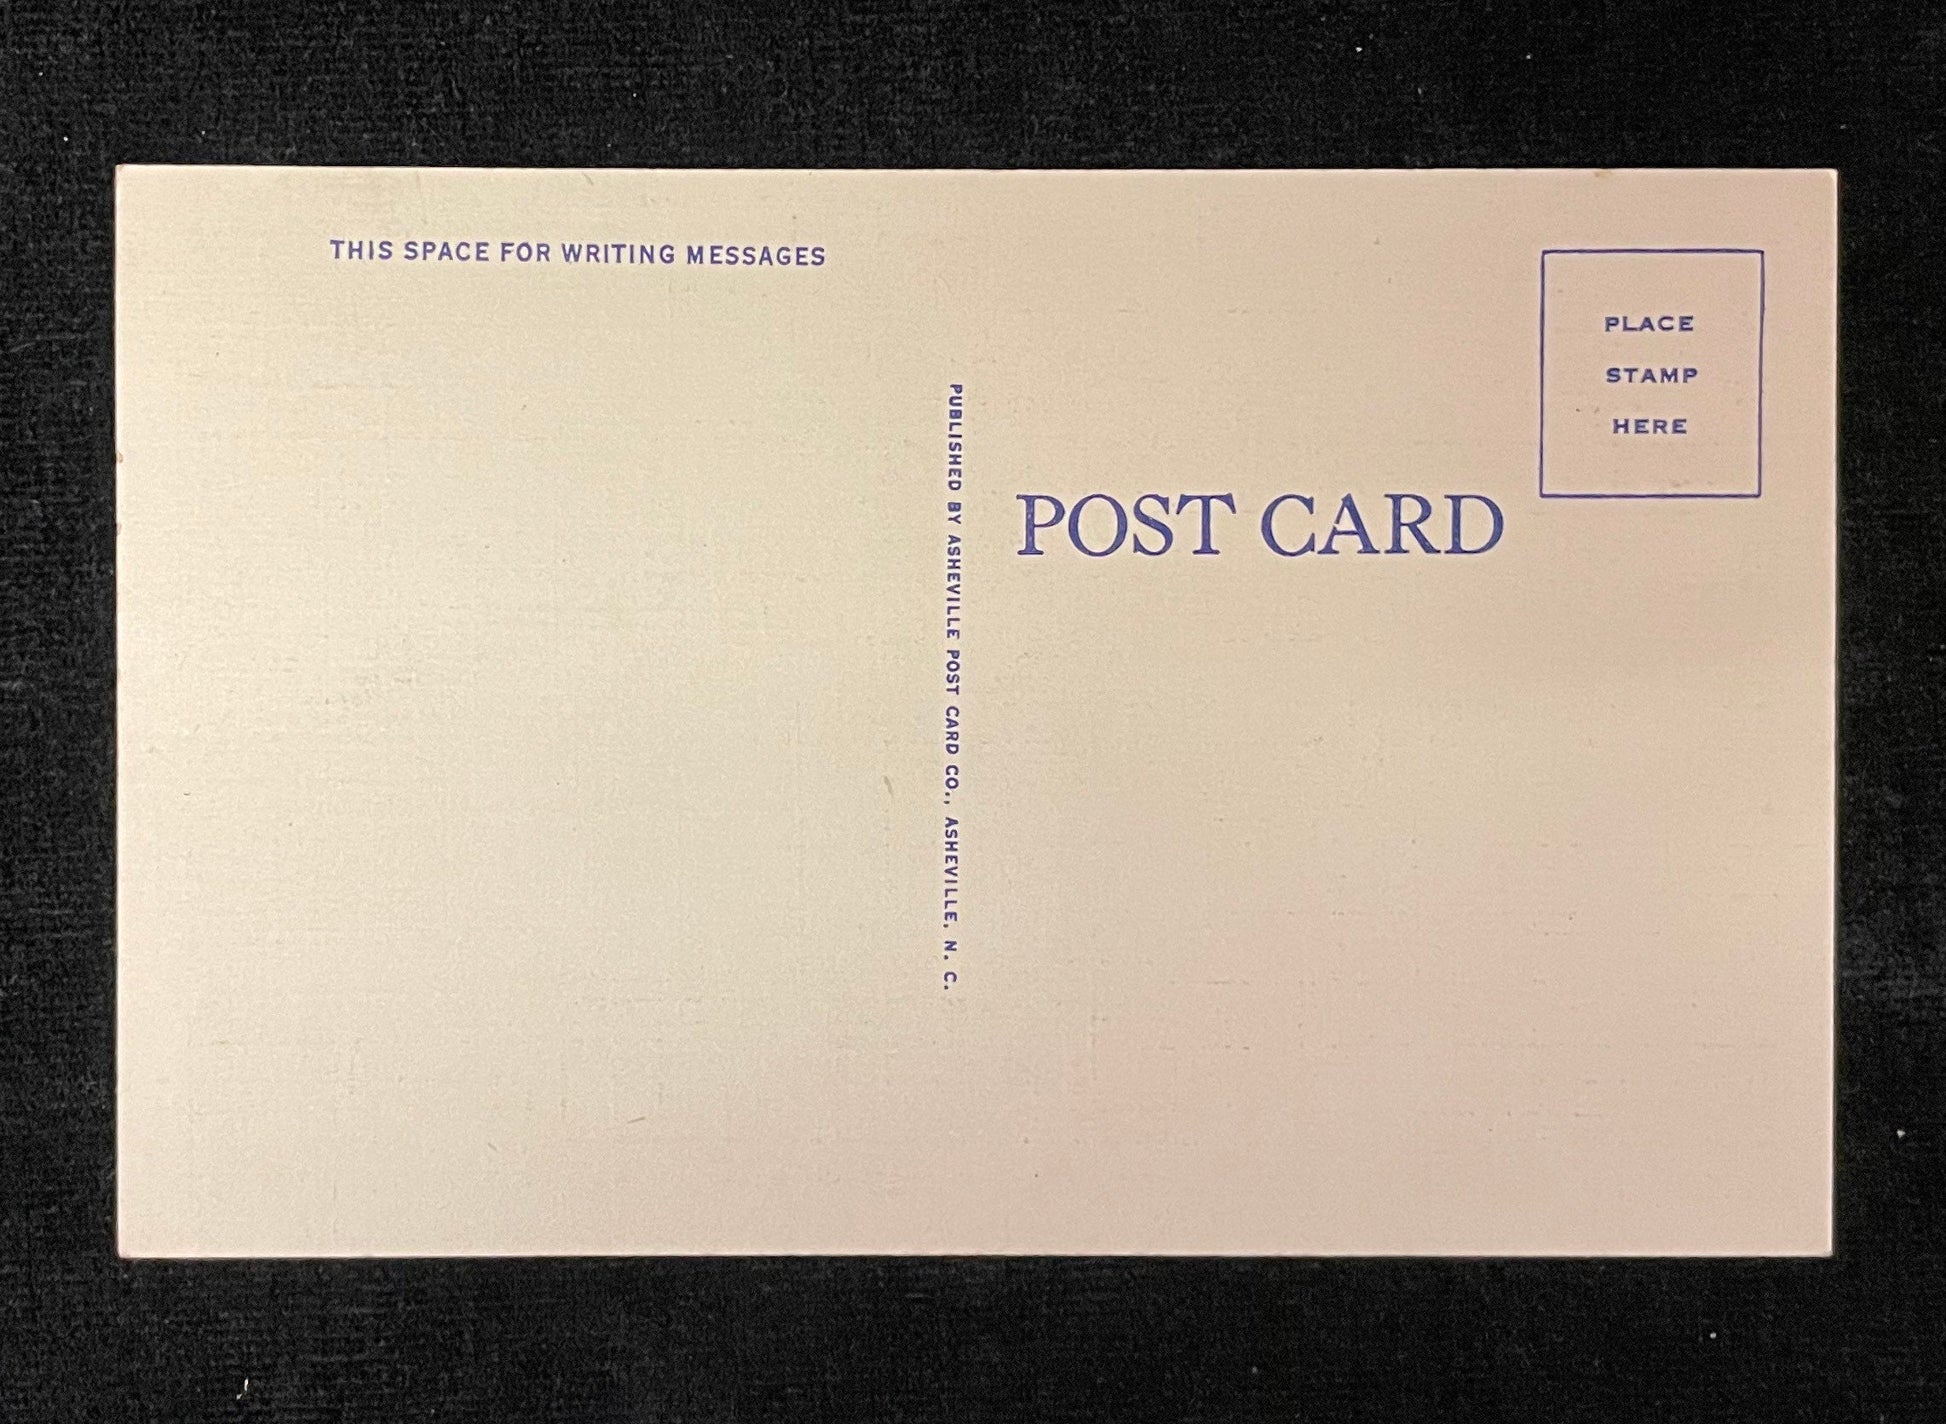 THIS SPACE FOR WRITING MESSAGES
PUBLISHED BY ASHEVILLE POST CARD CO., ASHEVILLE, N. C.
POST CARD
PLACE
STAMP
HERE